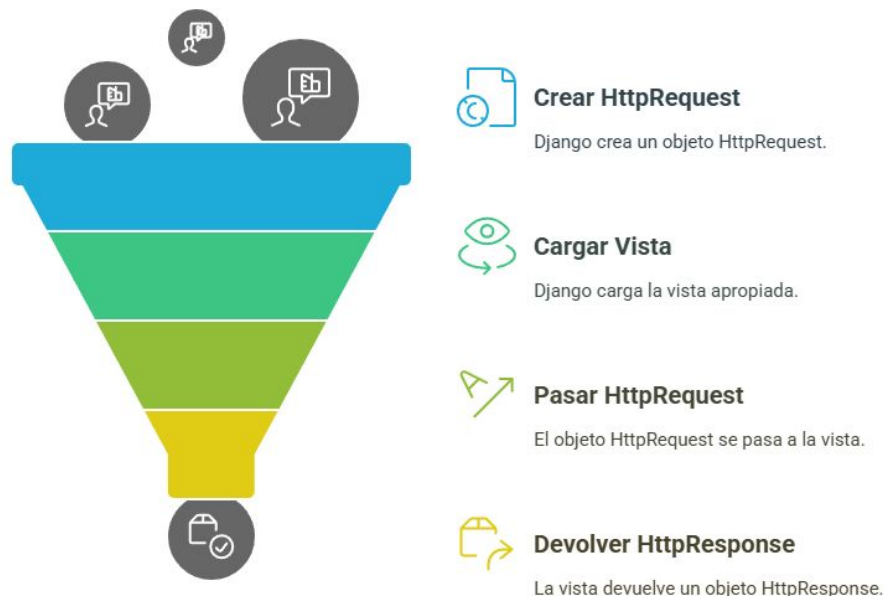 Crear HttpRequest
Django crea un objeto HttpRequest.
Cargar Vista
Django carga la vista apropiada.
Pasar HttpRequest
El objeto HttpRequest se pasa a la vista.
Devolver HttpResponse
La vista devuelve un objeto HttpResponse.